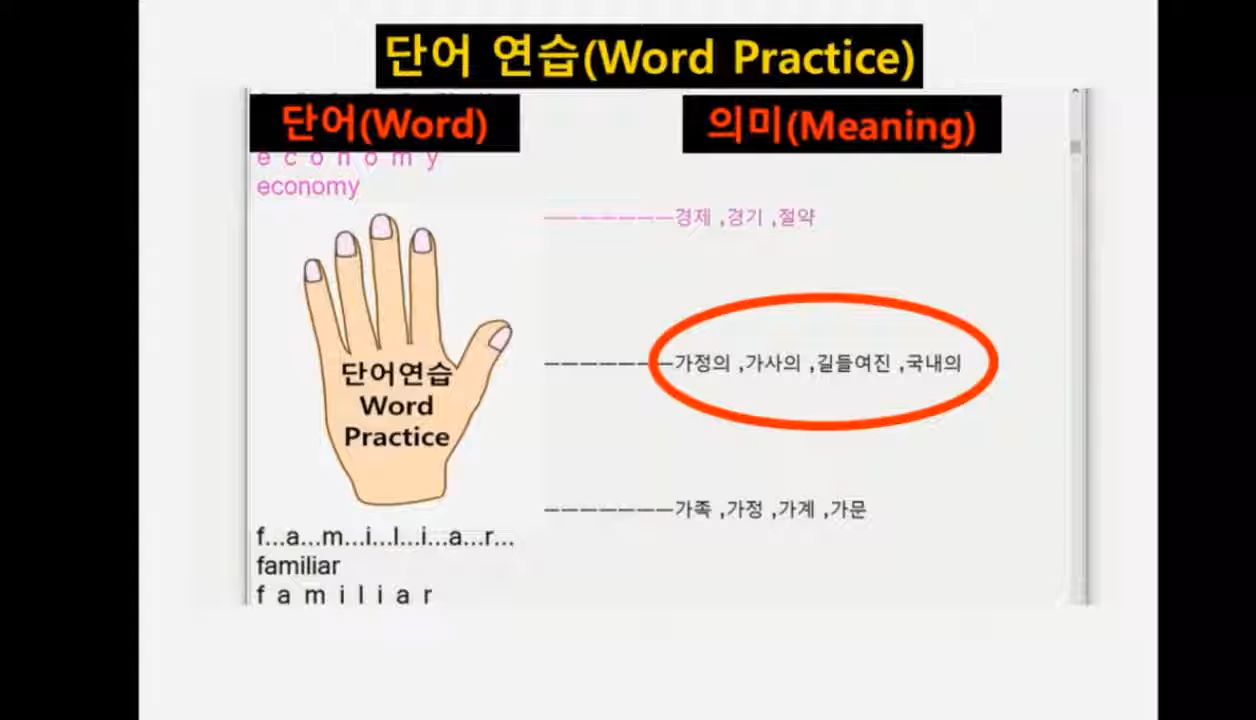 단어 연습(Word Practice)
단어(Word)
의미(Meaning)
e c o n o m y
economy
——————–경제 ,경기 ,절약
——————–가정의 ,가사의 ,길들여진 ,국내의
단어연습
Word
Practice
——————–가족 ,가정 ,가계 ,가문
f...a...m...i...l...i...a...r...
familiar
f a m i l i a r